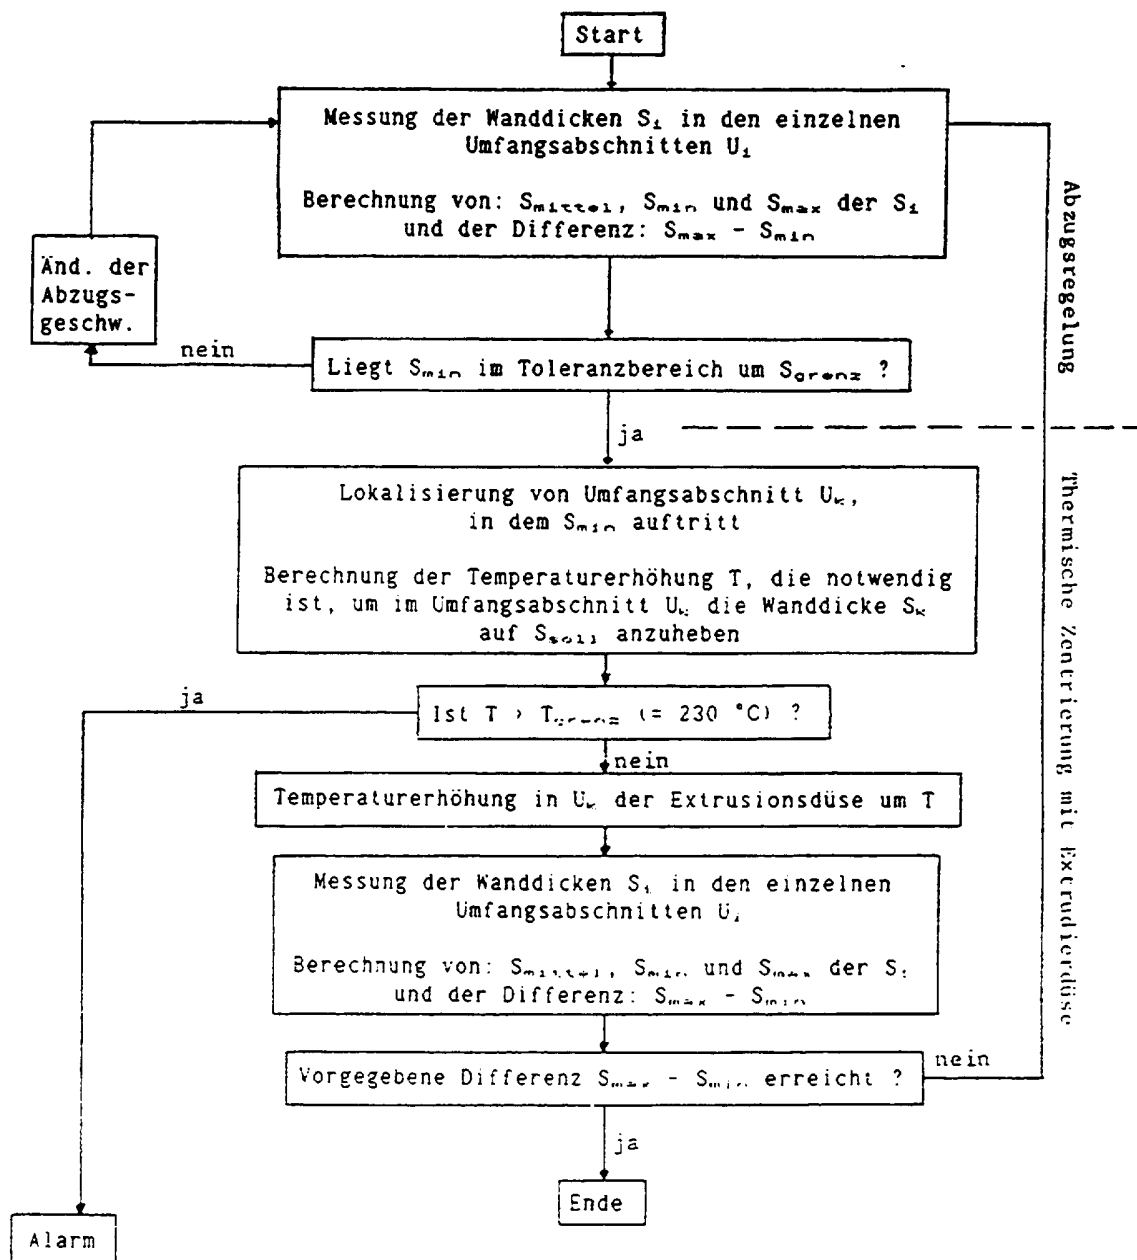 Start
Messung der Wanddicken Si in den einzelnen
Umfangsabschnitten Ui
Berechnung von: Smittel, Smin und Smax der Si
und der Differenz: Smax - Smin
Änd. der
Abzugs-
geschw.
nein
Liegt Smin im Toleranzbereich um Sgrenz ?
ja
Abzugsregelung
Lokalisierung von Umfangsabschnitt Uk,
in dem Smin auftritt
Berechnung der Temperaturerhöhung T, die notwendig
ist, um im Umfangsabschnitt Uk die Wanddicke Sk
auf Ssoll anzuheben
ja
Ist T > Tgrenz (= 230 °C) ?
nein
Temperaturerhöhung in Uk der Extrusionsdüse um T
Messung der Wanddicken Si in den einzelnen
Umfangsabschnitten Ui
Berechnung von: Smittel, Smin und Smax der Si
und der Differenz: Smax - Smin
Thermische Zentrierung mit Extrudierdüse
Vorgegebene Differenz Smax - Smin erreicht ?
nein
ja
Ende
Alarm